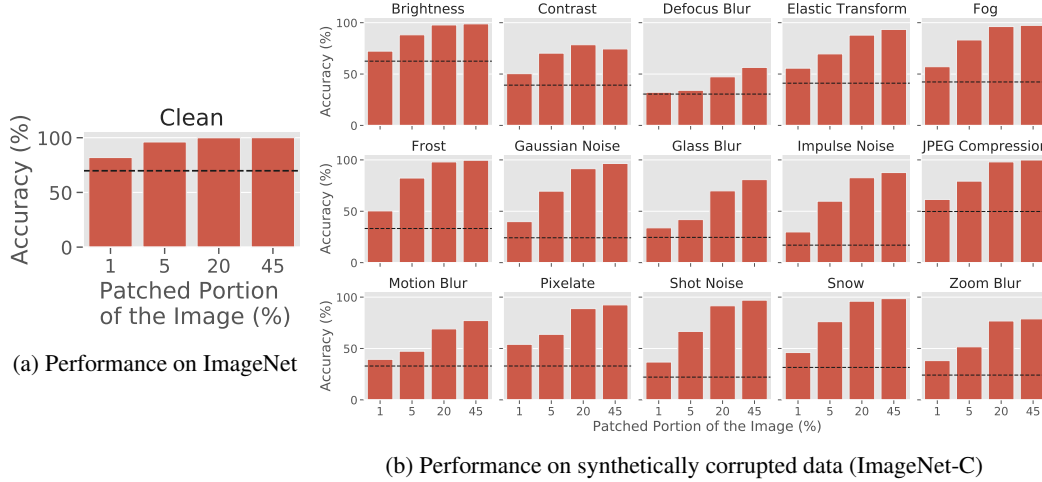 Clean
Accuracy (%)
100
50
0
1 5 20 45
Patched Portion
of the Image (%)
(a) Performance on ImageNet
Brightness Contrast Defocus Blur Elastic Transform Fog
Accuracy (%)
100
50
0
Frost Gaussian Noise Glass Blur Impulse Noise JPEG Compression
Accuracy (%)
100
50
0
Motion Blur Pixelate Shot Noise Snow Zoom Blur
Accuracy (%)
100
50
0
1 5 20 45 1 5 20 45 1 5 20 45 1 5 20 45 1 5 20 45
Patched Portion of the Image (%)
(b) Performance on synthetically corrupted data (ImageNet-C)